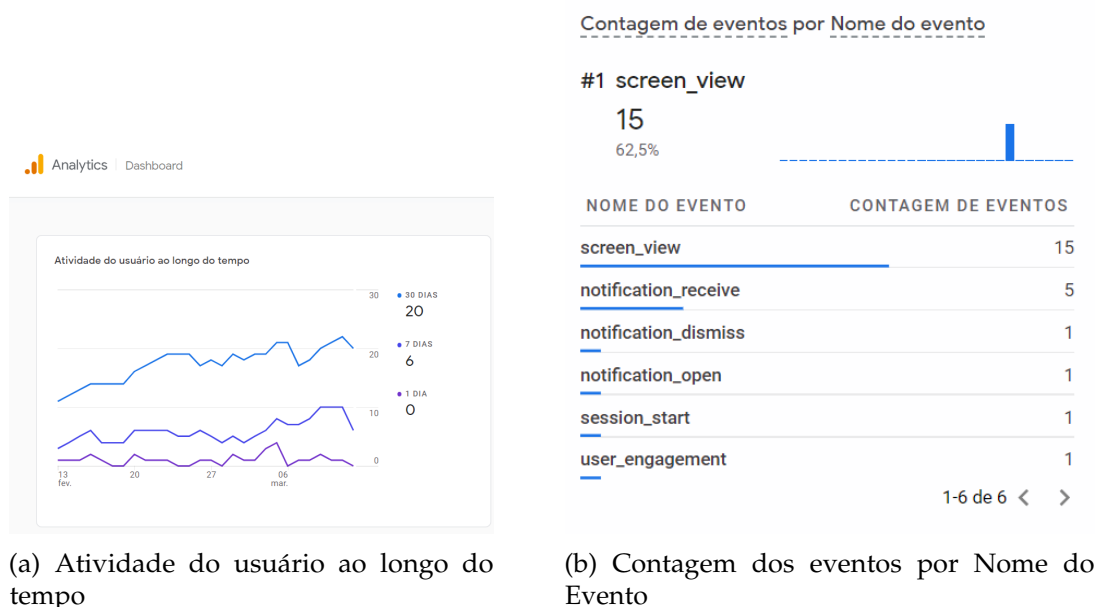 Analytics Dashboard
Atividade do usuário ao longo do tempo
30
20
10
0
13 20 27 06
fev. mar.
30 DIAS
20
7 DIAS
6
1 DIA
0
(a) Atividade do usuário ao longo do
tempo
Contagem de eventos por Nome do evento
#1 screen_view
15
62,5%
NOME DO EVENTO CONTAGEM DE EVENTOS
screen_view 15
notification_receive 5
notification_dismiss 1
notification_open 1
session_start 1
user_engagement 1
1-6 de 6
(b) Contagem dos eventos por Nome do
Evento